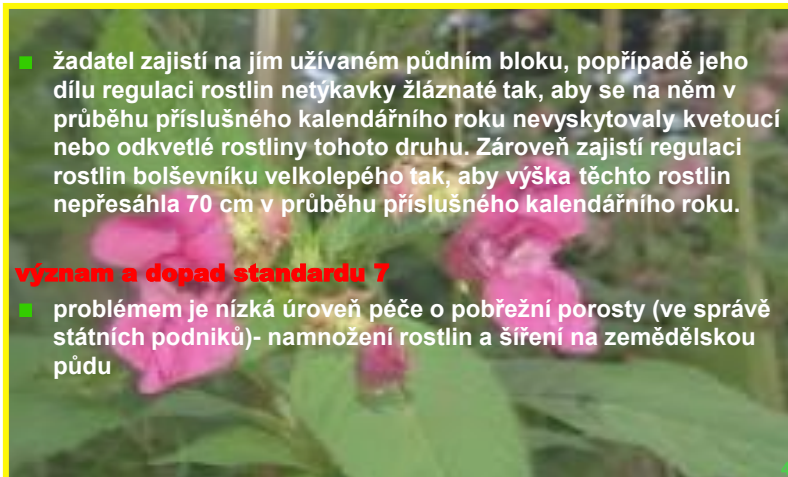 žadatel zajistí na jím užívaném půdním bloku, popřípadě jeho
dílu regulaci rostlin netýkavky žláznaté tak, aby se na něm v
průběhu příslušného kalendářního roku nevyskytovaly kvetoucí
nebo odkvetlé rostliny tohoto druhu. Zároveň zajistí regulaci
rostlin bolševníku velkolepého tak, aby výška těchto rostlin
nepřesáhla 70 cm v průběhu příslušného kalendářního roku.
význam a dopad standardu 7
problémem je nízká úroveň péče o pobřežní porosty (ve správě
státních podniků)- namnožení rostlin a šíření na zemědělskou
půdu